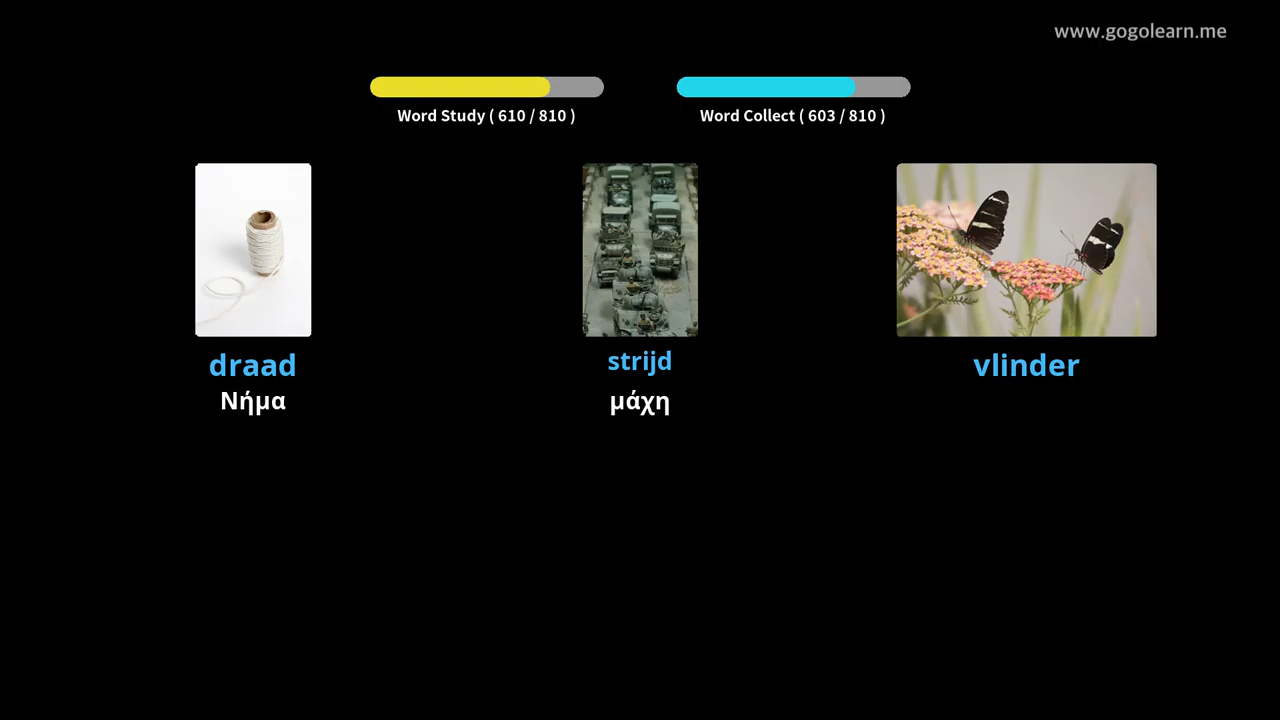 www.gogolearn.me
Word Study ( 610 / 810 )
Word Collect ( 603 / 810 )
draad
Νήμα
strijd
μάχη
vlinder